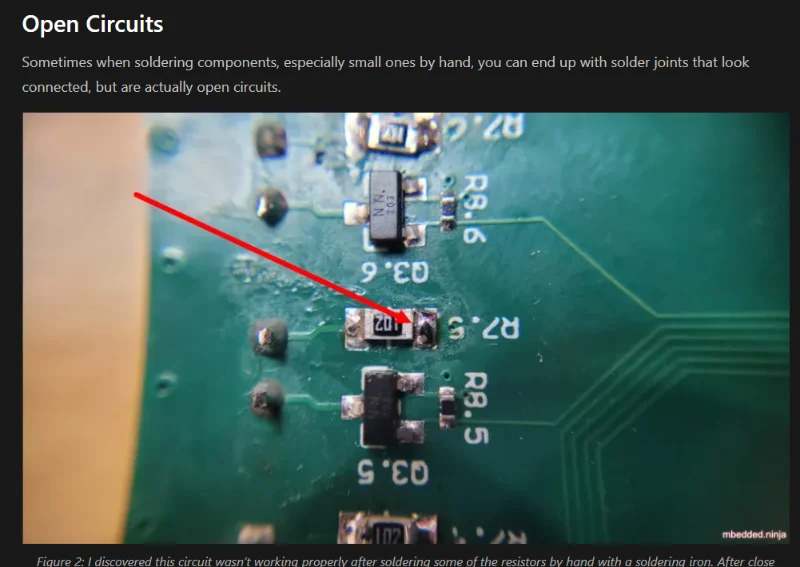 Open Circuits
Sometimes when soldering components, especially small ones by hand, you can end up with solder joints that look
connected, but are actually open circuits.
R7.6
R8.6
NN.
Q3.6
102
R7.5
R8.5
Q3.5
102
mbedded.ninja
Figure 2: I discovered this circuit wasn't working properly after soldering some of the resistors by hand with a soldering iron. After close